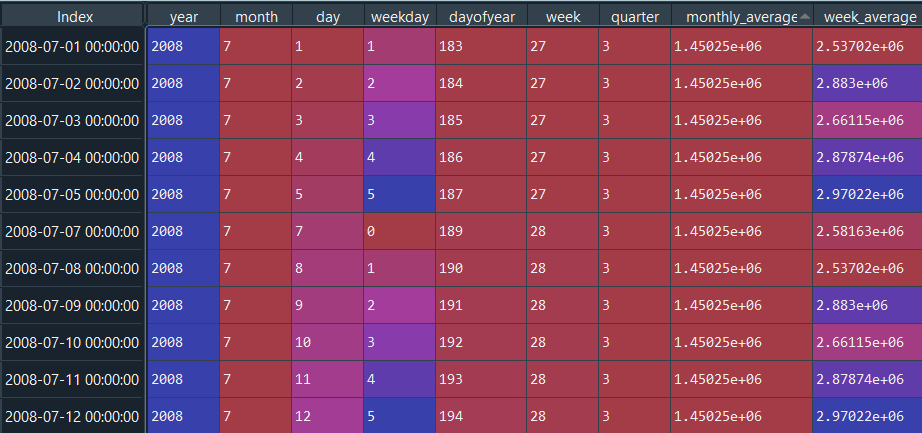 Index year month day weekday dayofyear week quarter monthly_average week_average
2008-07-01 00:00:00 2008 7 1 1 183 27 3 1.45025e+06 2.53702e+06
2008-07-02 00:00:00 2008 7 2 2 184 27 3 1.45025e+06 2.883e+06
2008-07-03 00:00:00 2008 7 3 3 185 27 3 1.45025e+06 2.66115e+06
2008-07-04 00:00:00 2008 7 4 4 186 27 3 1.45025e+06 2.87874e+06
2008-07-05 00:00:00 2008 7 5 5 187 27 3 1.45025e+06 2.97022e+06
2008-07-07 00:00:00 2008 7 7 0 189 28 3 1.45025e+06 2.58163e+06
2008-07-08 00:00:00 2008 7 8 1 190 28 3 1.45025e+06 2.53702e+06
2008-07-09 00:00:00 2008 7 9 2 191 28 3 1.45025e+06 2.883e+06
2008-07-10 00:00:00 2008 7 10 3 192 28 3 1.45025e+06 2.66115e+06
2008-07-11 00:00:00 2008 7 11 4 193 28 3 1.45025e+06 2.87874e+06
2008-07-12 00:00:00 2008 7 12 5 194 28 3 1.45025e+06 2.97022e+06